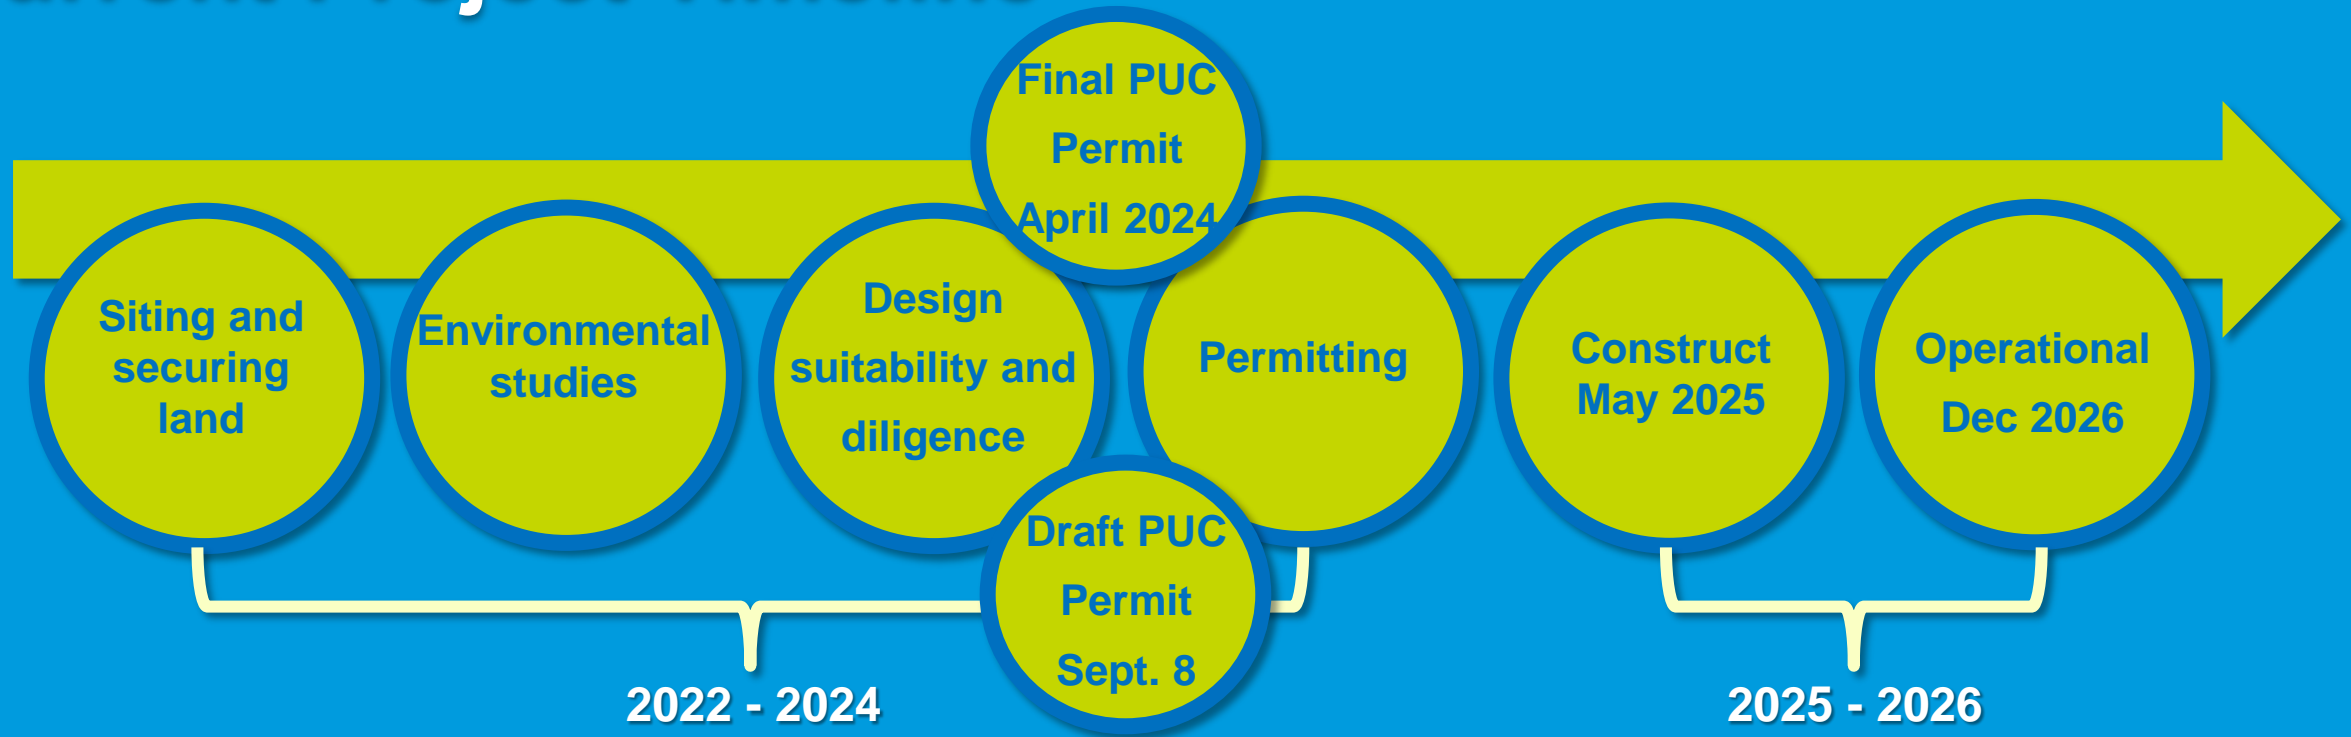 Final PUC
Permit
April 2024
Siting and
securing
land
Environmental
studies
Design
suitability and
diligence
Permitting
Construct
May 2025
Operational
Dec 2026
Draft PUC
Permit
Sept. 8
2022 - 2024
2025 - 2026